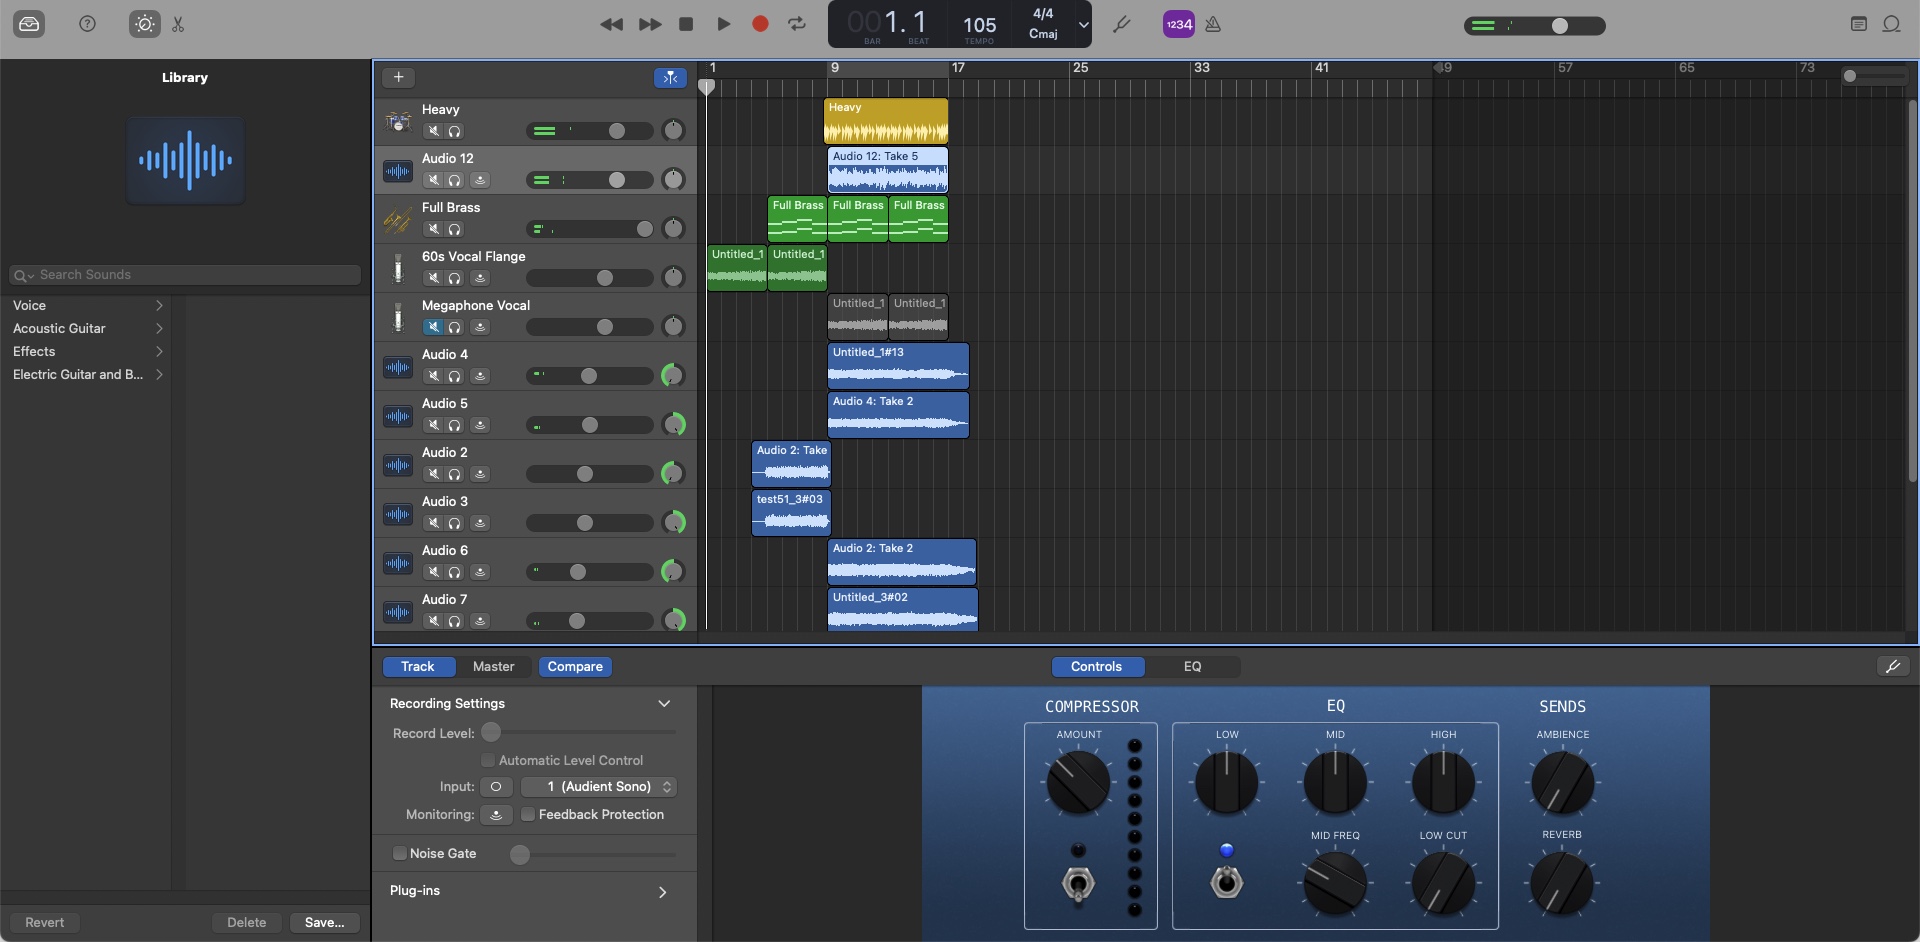 001. 1
BAR BEAT
105
TEMPO
4/4
Cmaj
1234
Library
Search Sounds
Voice
Acoustic Guitar
Effects
Electric Guitar and B...
Revert
Delete
Save...
1 9 17 25 33 41 49 57 65 73
Heavy
Heavy
Audio 12
Audio 12: Take 5
Full Brass
Full Brass Full Brass Full Brass
60s Vocal Flange
Untitled_1 Untitled_1
Megaphone Vocal
Untitled_1 Untitled_1
Audio 4
Untitled_1#13
Audio 5
Audio 4: Take 2
Audio 2
Audio 2: Take
Audio 3
test51_3#03
Audio 6
Audio 2: Take 2
Audio 7
Untitled_3#02
Track Master Compare
Controls EQ
Recording Settings
Record Level:
Automatic Level Control
Input: 1 (Audient Sono)
Monitoring: Feedback Protection
Noise Gate
Plug-ins
COMPRESSOR
AMOUNT
EQ
LOW MID HIGH
MID FREQ LOW CUT
SENDS
AMBIENCE
REVERB